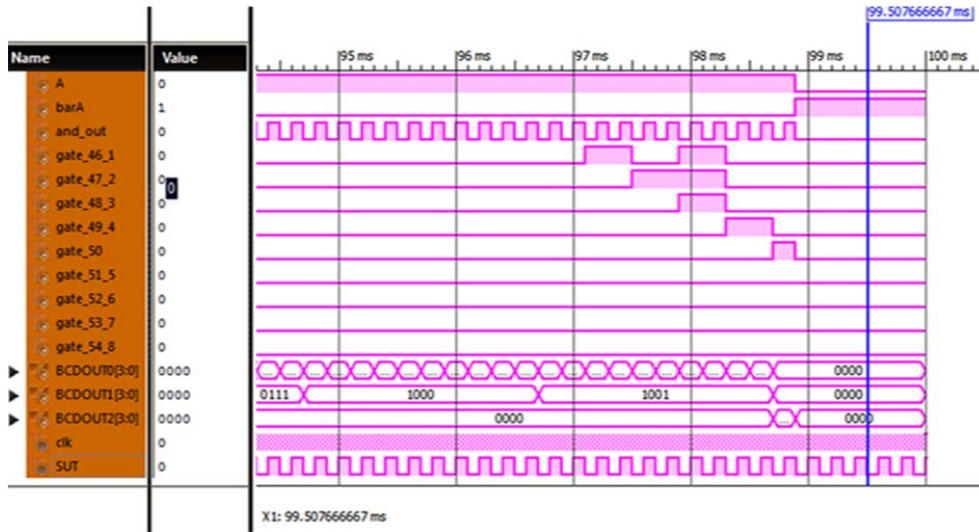 99.507666667 ms
Name Value 95 ms 96 ms 97 ms 98 ms 99 ms 100 ms
A 0
barA 1
and_out 0
gate_46_1 0
gate_47_2 0 0
gate_48_3 0
gate_49_4 0
gate_50 0
gate_51_5 0
gate_52_6 0
gate_53_7 0
gate_54_8 0
BCDOUT0[3:0] 0000 ... ... ... ... ... ... ... ... ... ... ... ... ... ... ... ... ... ... ... ... ... ... 0000
BCDOUT1[3:0] 0000 0111 1000 1001 0000
BCDOUT2[3:0] 0000 0000 ... 0000
clk 0
SUT 0
X1: 99.507666667 ms